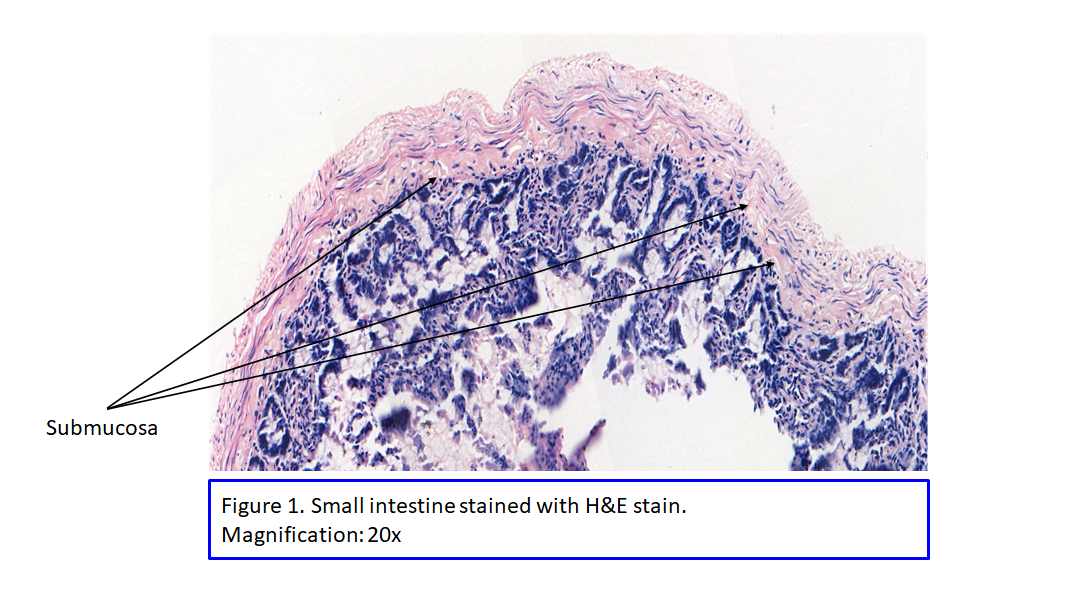 Submucosa
Figure 1. Small intestine stained with H&E stain.
Magnification: 20x